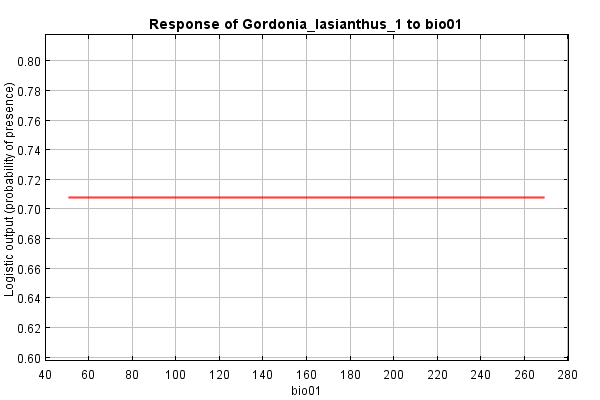 Response of Gordonia_lasianthus_1 to bio01
Logistic output (probability of presence)
0.80
0.78
0.76
0.74
0.72
0.70
0.68
0.66
0.64
0.62
0.60
40 60 80 100 120 140 160 180 200 220 240 260 280
bio01